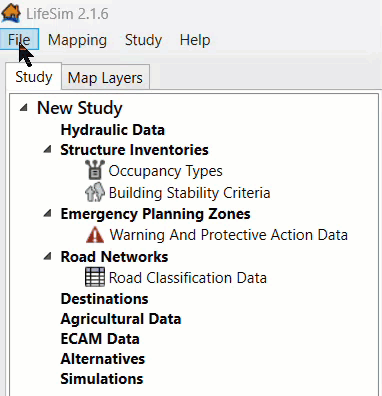 LifeSim 2.1.6
File Mapping Study Help
Study Map Layers
New Study
Hydraulic Data
Structure Inventories
Occupancy Types
Building Stability Criteria
Emergency Planning Zones
Warning And Protective Action Data
Road Networks
Road Classification Data
Destinations
Agricultural Data
ECAM Data
Alternatives
Simulations